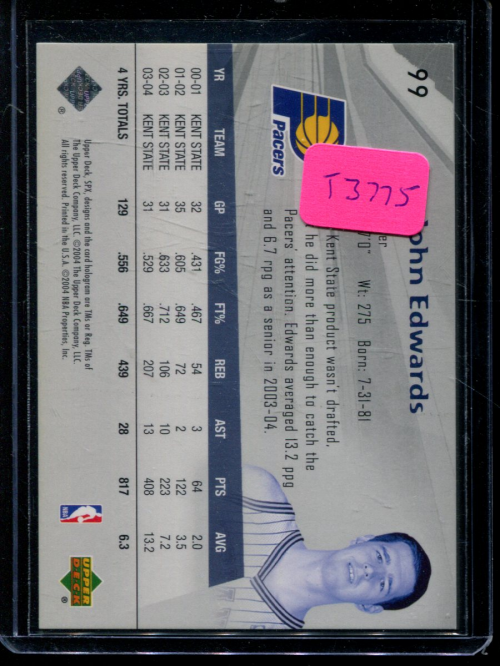 99
John Edwards
7'0" Wt: 275 Born: 7-31-81
Kent State product wasn't drafted,
he did more than enough to catch the
Pacers' attention. Edwards averaged 13.2 ppg
and 6.7 rpg as a senior in 2003-04.
PACERS
T3775
YR TEAM GP FG% FT% REB AST PTS AVG
00-01 KENT STATE 32 .431 .467 54 3 64 2.0
01-02 KENT STATE 35 .605 .649 72 2 122 3.5
02-03 KENT STATE 31 .633 .712 106 10 223 7.2
03-04 KENT STATE 31 .529 .667 207 13 408 13.2
4 YRS. TOTALS 129 .556 .649 439 28 817 6.3
Upper Deck, SPX, designs and the card hologram are TMs or Reg. TMs of
The Upper Deck Company, LLC. ©2004 The Upper Deck Company, LLC.
All rights reserved. Printed in the U.S.A. ©2004 NBA Properties, Inc.
®
NBA
UPPER
DECK ®